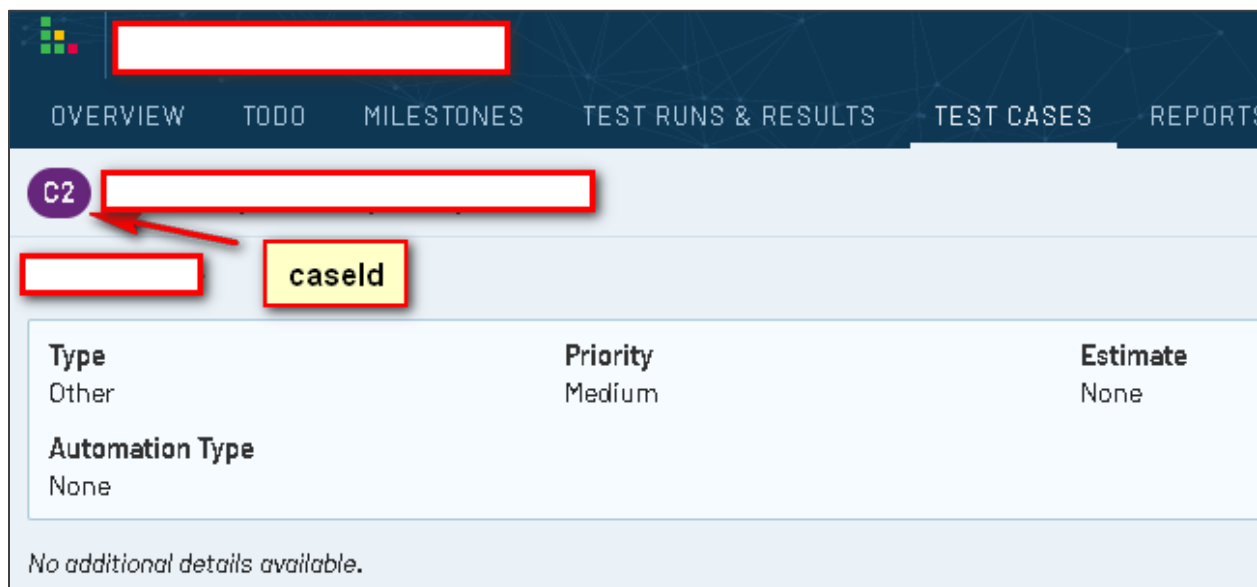 OVERVIEW TODO MILESTONES TEST RUNS & RESULTS TEST CASES REPORTS
C2
caseId
Type Priority Estimate
Other Medium None
Automation Type
None
No additional details available.